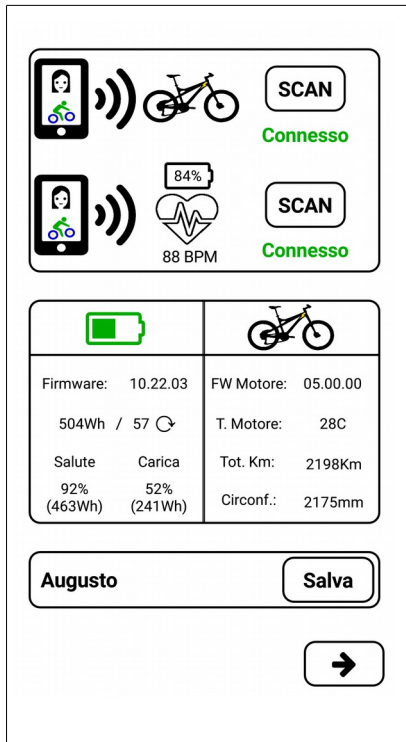 SCAN
Connesso
84%
SCAN
88 BPM
Connesso
Firmware: 10.22.03
504Wh / 57
Salute Carica
92% 52%
(463Wh) (241Wh)
FW Motore: 05.00.00
T. Motore: 28C
Tot. Km: 2198Km
Circonf.: 2175mm
Augusto
Salva